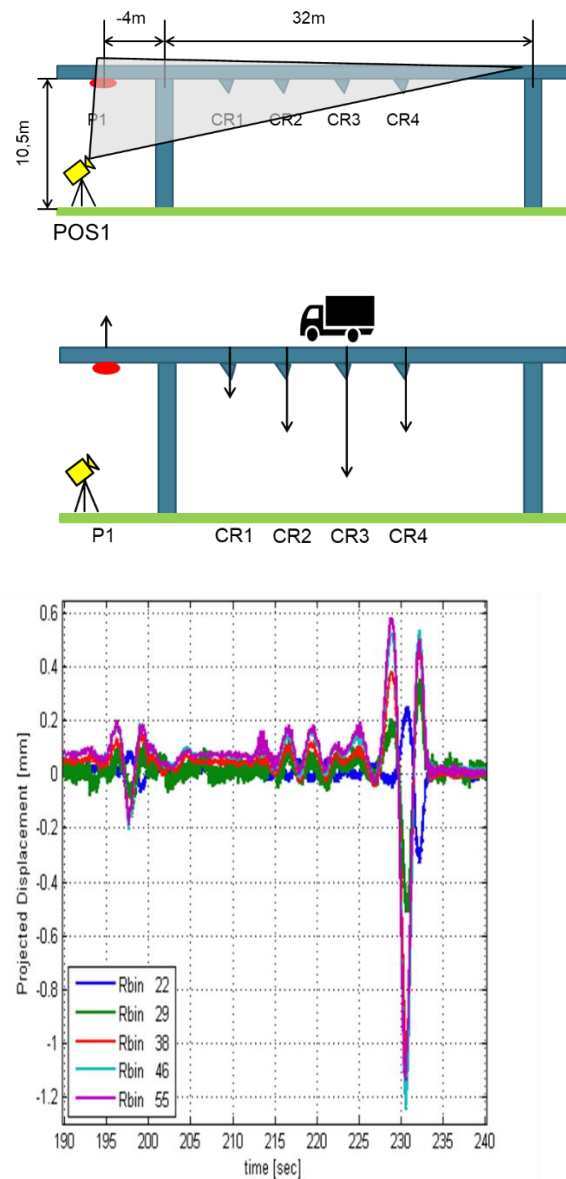 -4m 32m
10,5m
P1 CR1 CR2 CR3 CR4
POS1
P1 CR1 CR2 CR3 CR4
0.6
0.4
0.2
0
-0.2
-0.4
-0.6
-0.8
-1
-1.2
Projected Displacement [mm]
Rbin 22
Rbin 29
Rbin 38
Rbin 46
Rbin 55
190 195 200 205 210 215 220 225 230 235 240
time [sec]